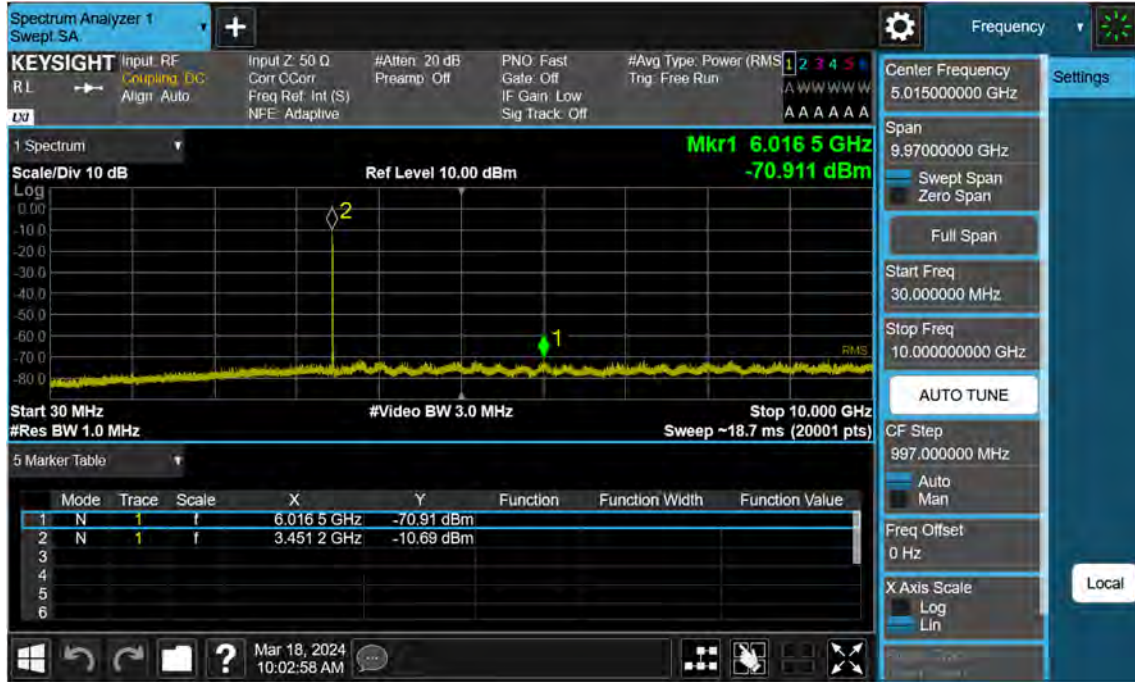 Spectrum Analyzer 1
Swept SA
+
Frequency
KEYSIGHT
Input: RF
Input Z: 50 Ω
#Atten: 20 dB
PNO: Fast
#Avg Type: Power (RMS
1 2 3 4 5 6
RL
Coupling: DC
Corr CCorr
Preamp: Off
Gate: Off
Trig: Free Run
A W W W W W
Align: Auto
Freq Ref: Int (S)
IF Gain: Low
NFE: Adaptive
Sig Track: Off
A A A A A A
LXI
1 Spectrum
Mkr1 6.016 5 GHz
Scale/Div 10 dB
Ref Level 10.00 dBm
-70.911 dBm
Log
0.00
-10.0
-20.0
-30.0
-40.0
-50.0
-60.0
-70.0
-80.0
2
1
RMS
Start 30 MHz
#Video BW 3.0 MHz
Stop 10.000 GHz
#Res BW 1.0 MHz
Sweep ~18.7 ms (20001 pts)
5 Marker Table
Mode Trace Scale X Y Function Function Width Function Value
1 N 1 f 6.016 5 GHz -70.91 dBm
2 N 1 f 3.451 2 GHz -10.69 dBm
3
4
5
6
?
Mar 18, 2024
10:02:58 AM
Center Frequency
5.015000000 GHz
Settings
Span
9.97000000 GHz
Swept Span
Zero Span
Full Span
Start Freq
30.000000 MHz
Stop Freq
10.000000000 GHz
AUTO TUNE
CF Step
997.000000 MHz
Auto
Man
Freq Offset
0 Hz
X Axis Scale
Log
Lin
Local